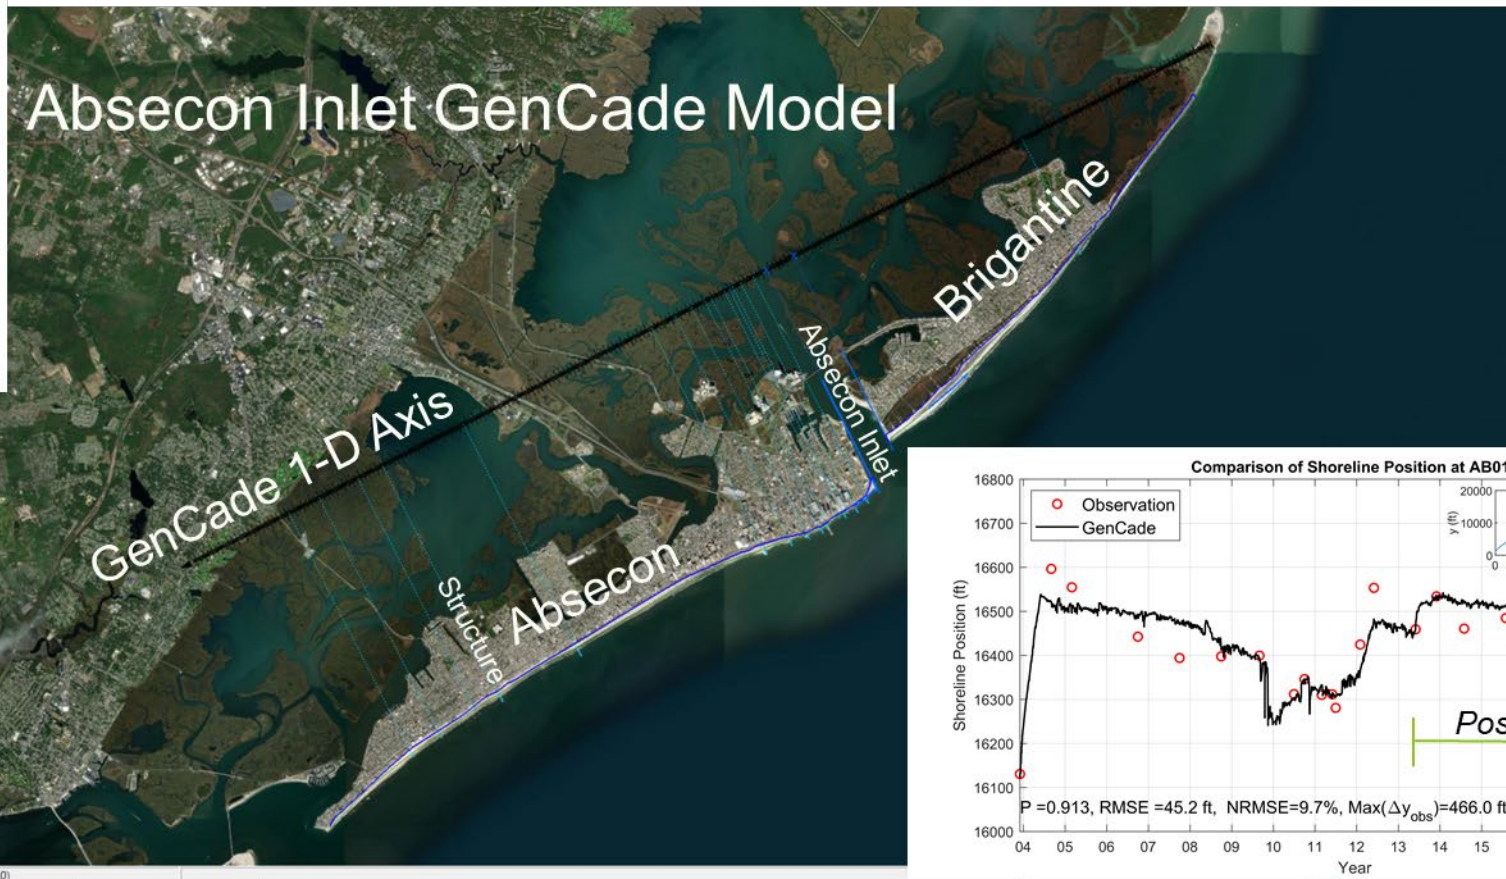 Absecon Inlet GenCade Model
Brigantine
Absecon Inlet
GenCade 1-D Axis
Absecon
Structure
Comparison of Shoreline Position at AB01
Observation
GenCade
20000
10000
0
y (ft)
0
16800
16700
16600
16500
16400
16300
16200
16100
16000
Shoreline Position (ft)
Pos
P =0.913, RMSE =45.2 ft, NRMSE=9.7%, Max(Δyobs)=466.0 ft
04 05 06 07 08 09 10 11 12 13 14 15
Year